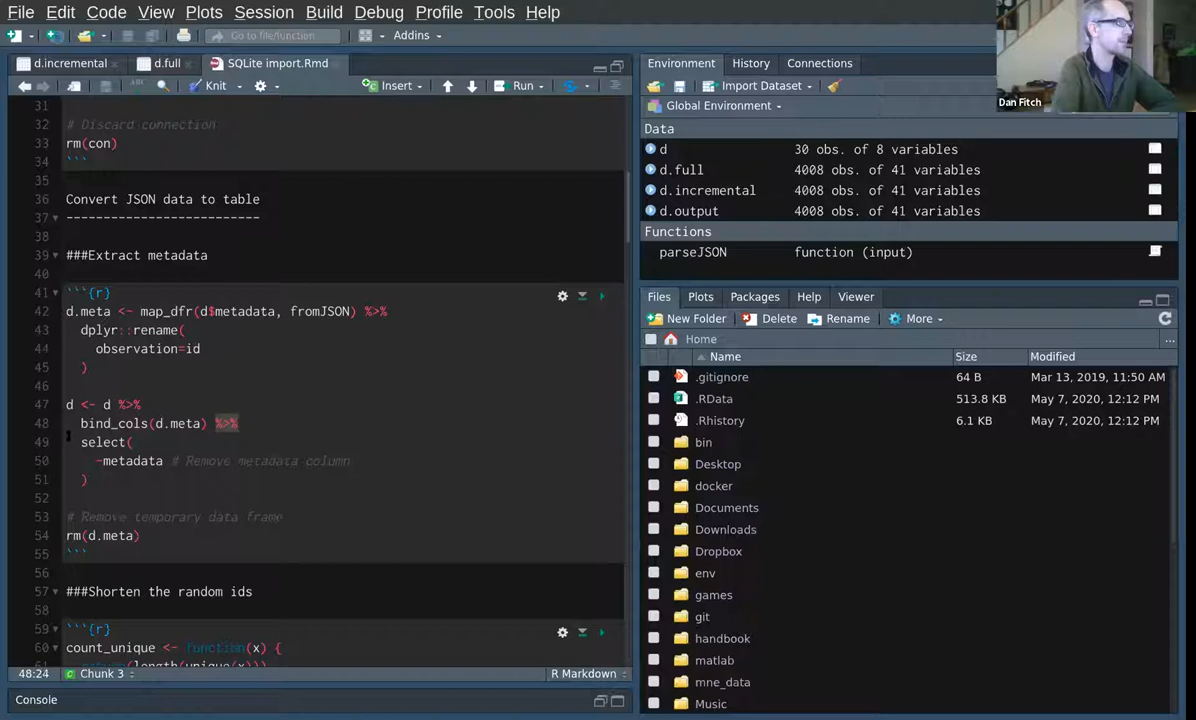 File Edit Code View Plots Session Build Debug Profile Tools Help
Go to file/function Addins
d.incremental d.full SQLite import.Rmd
Knit Insert Run
31
32 # Discard connection
33 rm(con)
34 ```
35
36 Convert JSON data to table
37 --------------------------
38
39 ###Extract metadata
40
41 ```{r}
42 d.meta <- map_dfr(d$metadata, fromJSON) %>%
43 dplyr::rename(
44 observation=id
45 )
46
47 d <- d %>%
48 bind_cols(d.meta) %>%
49 select(
50 -metadata # Remove metadata column
51 )
52
53 # Remove temporary data frame
54 rm(d.meta)
55 ```
56
57 ###Shorten the random ids
58
59 ```{r}
60 count_unique <- function(x) {
61 return(length(unique(x)))
48:24 Chunk 3 R Markdown
Console
Environment History Connections
Import Dataset
Global Environment
Data
d 30 obs. of 8 variables
d.full 4008 obs. of 41 variables
d.incremental 4008 obs. of 41 variables
d.output 4008 obs. of 41 variables
Functions
parseJSON function (input)
Files Plots Packages Help Viewer
New Folder Delete Rename More
Home ...
Name Size Modified
.gitignore 64 B Mar 13, 2019, 11:50 AM
.RData 513.8 KB May 7, 2020, 12:12 PM
.Rhistory 6.1 KB May 7, 2020, 12:12 PM
bin
Desktop
docker
Documents
Downloads
Dropbox
env
games
git
handbook
matlab
mne_data
Music
Dan Fitch